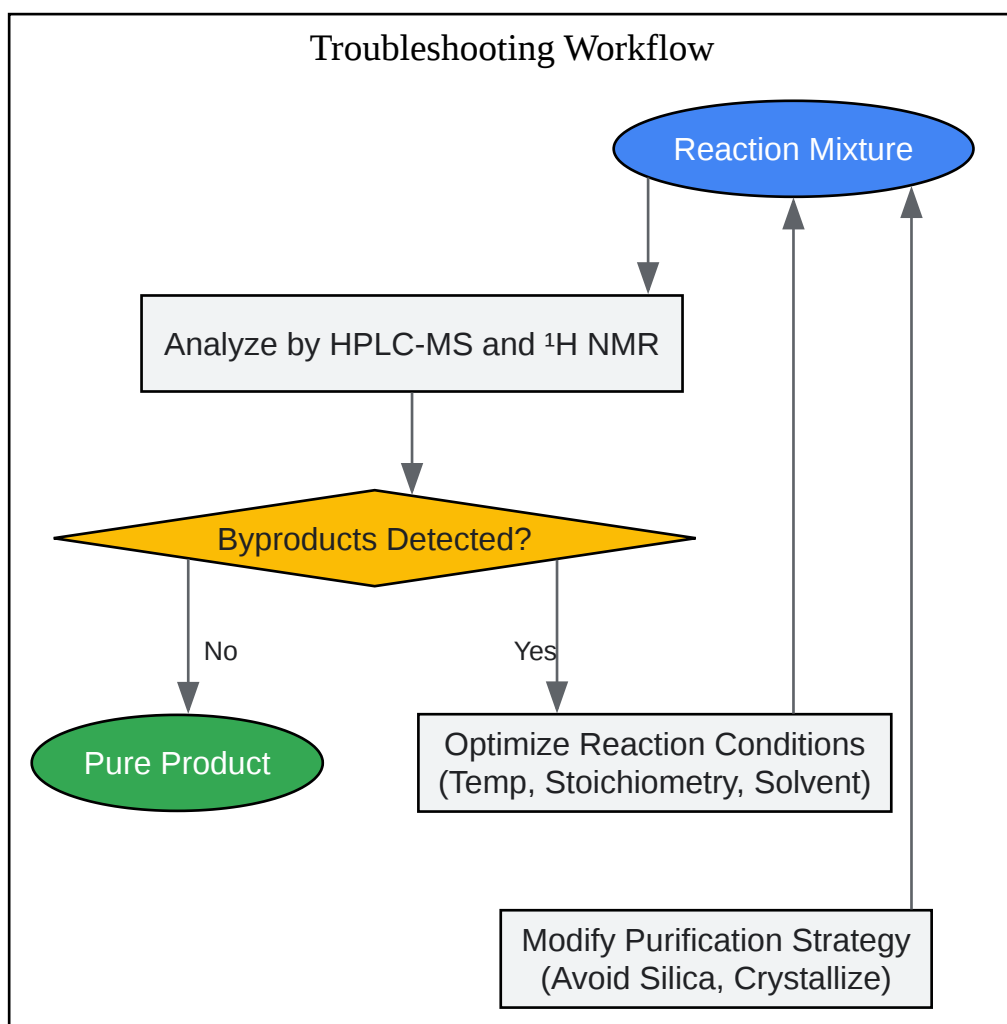 Troubleshooting Workflow
Reaction Mixture
Analyze by HPLC-MS and ¹H NMR
Byproducts Detected?
No
Yes
Pure Product
Optimize Reaction Conditions
(Temp, Stoichiometry, Solvent)
Modify Purification Strategy
(Avoid Silica, Crystallize)